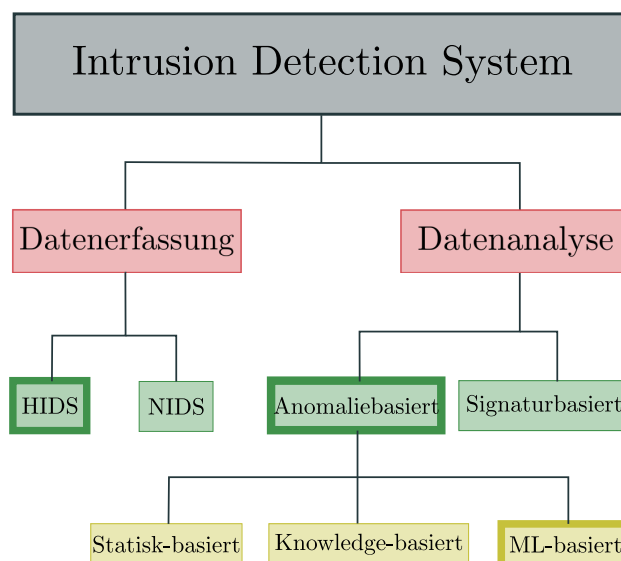 Intrusion Detection System
Datenerfassung
Datenanalyse
HIDS
NIDS
Anomaliebasiert
Signaturbasiert
Statisk-basiert
Knowledge-basiert
ML-basiert